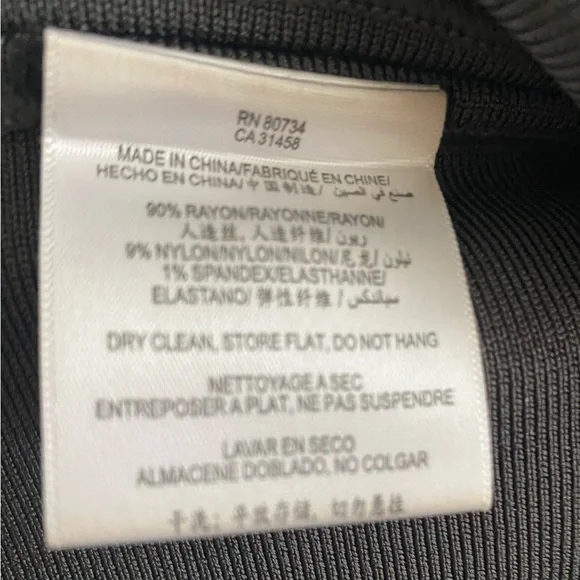 RN 80734
CA 31458
MADE IN CHINA/FABRIQUÉ EN CHINE/
HECHO EN CHINA/中国制造/ صنع في الصين
90% RAYON/RAYONNE/RAYON/
人造丝, 人造纤维/ ريون/
9% NYLON/NYLON/NILON/尼龙/ نيلون/
1% SPANDEX/ELASTHANNE/
ELASTANO/ 弹性纤维 / سباندكس
DRY CLEAN, STORE FLAT, DO NOT HANG
NETTOYAGE A SEC
ENTREPOSER A PLAT, NE PAS SUSPENDRE
LAVAR EN SECO
ALMACENE DOBLADO, NO COLGAR
干洗; 平放存储, 切勿悬挂